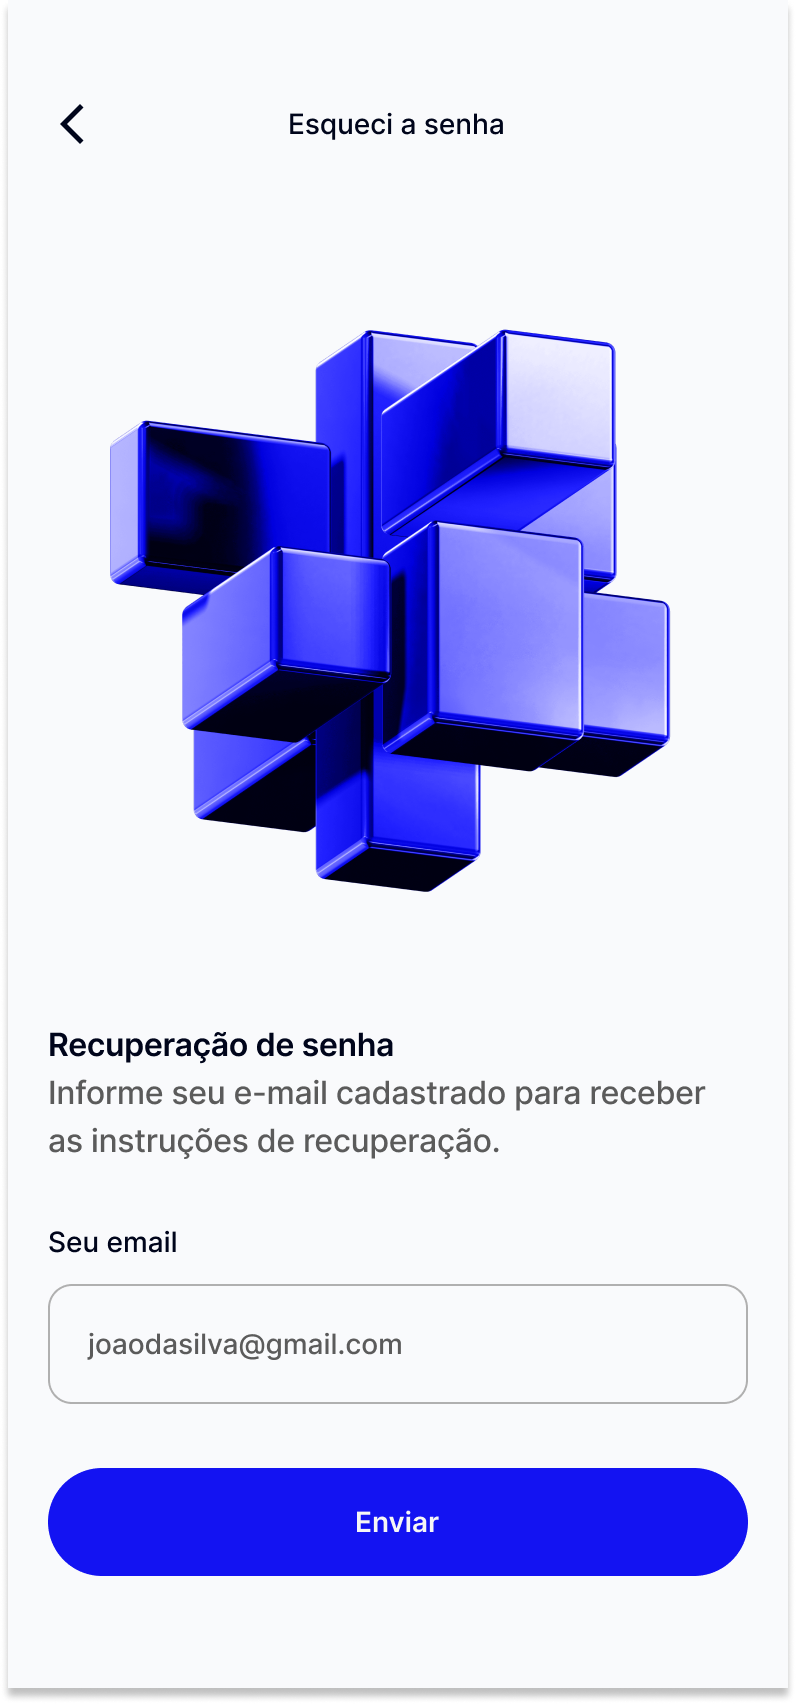 Esqueci a senha
Recuperação de senha
Informe seu e-mail cadastrado para receber
as instruções de recuperação.
Seu email
joaodasilva@gmail.com
Enviar